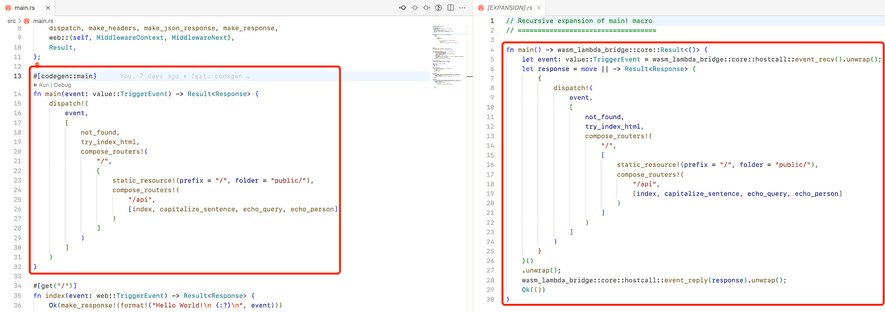 main.rs
src > main.rs
8 dispatch, make_headers, make_json_response, make_response,
9 web::{self, MiddlewareContext, MiddlewareNext},
10 Result,
11 };
13 #[codegen::main]
Run | Debug
14 fn main(event: value::TriggerEvent) -> Result<Response> {
15 dispatch!(
16 event,
17 [
18 not_found,
19 try_index_html,
20 compose_routers!(
21 "/",
22 [
23 static_resource!(prefix = "/", folder = "public/"),
24 compose_routers!(
25 "/api",
26 [index, capitalize_sentence, echo_query, echo_person]
27 )
28 ]
29 )
30 ]
31 )
32 }
33
34 #[get("/")]
35 fn index(event: web::TriggerEvent) -> Result<Response> {
36 Ok(make_response!(format!("Hello World!\n {:?}\n", event)))
[EXPANSION].rs
1 // Recursive expansion of main! macro
2 // ==================================
3
4 fn main() -> wasm_lambda_bridge::core::Result<()> {
5 let event: value::TriggerEvent = wasm_lambda_bridge::core::hostcall::event_recv().unwrap();
6 let response = move || -> Result<Response> {
7 {
8 dispatch!(
9 event,
10 [
11 not_found,
12 try_index_html,
13 compose_routers!(
14 "/",
15 [
16 static_resource!(prefix = "/", folder = "public/"),
17 compose_routers!(
18 "/api",
19 [index, capitalize_sentence, echo_query, echo_person]
20 )
21 ]
22 )
23 ]
24 )
25 }
26 }()
27 .unwrap();
28 wasm_lambda_bridge::core::hostcall::event_reply(response).unwrap();
29 Ok(())
30 }